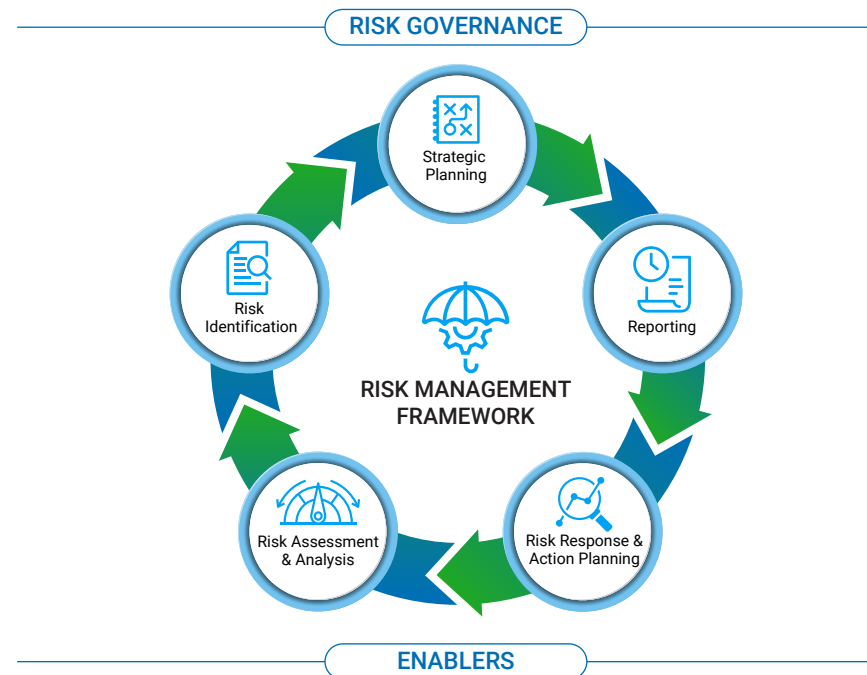 RISK GOVERNANCE
Strategic
Planning
Risk
Identification
Reporting
RISK MANAGEMENT
FRAMEWORK
Risk Assessment
& Analysis
Risk Response &
Action Planning
ENABLERS